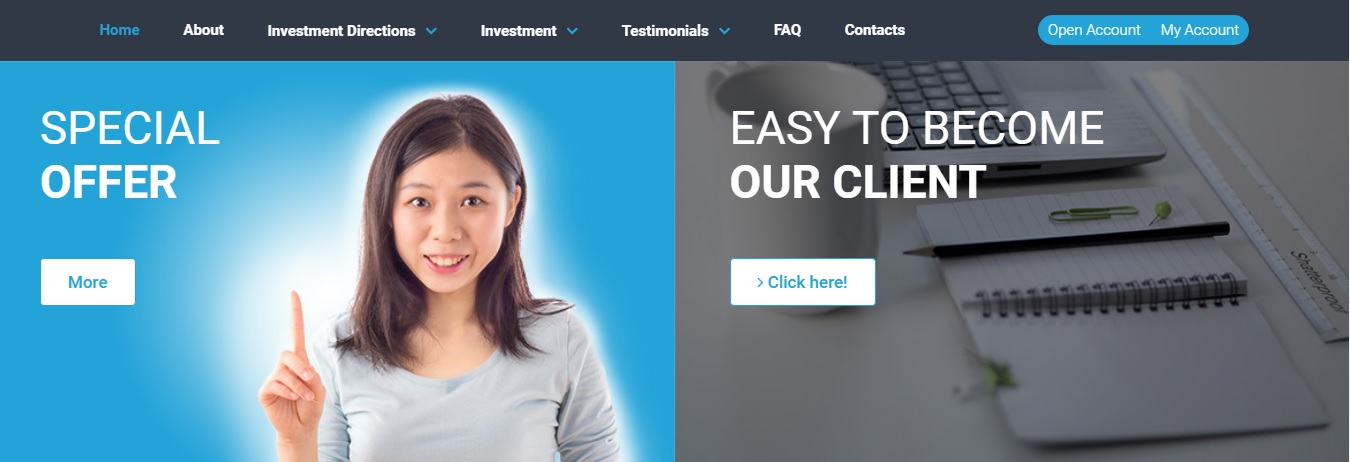 Home About Investment Directions Investment Testimonials FAQ Contacts Open Account My Account
SPECIAL
OFFER
More
EASY TO BECOME
OUR CLIENT
Click here!
Shatterproof